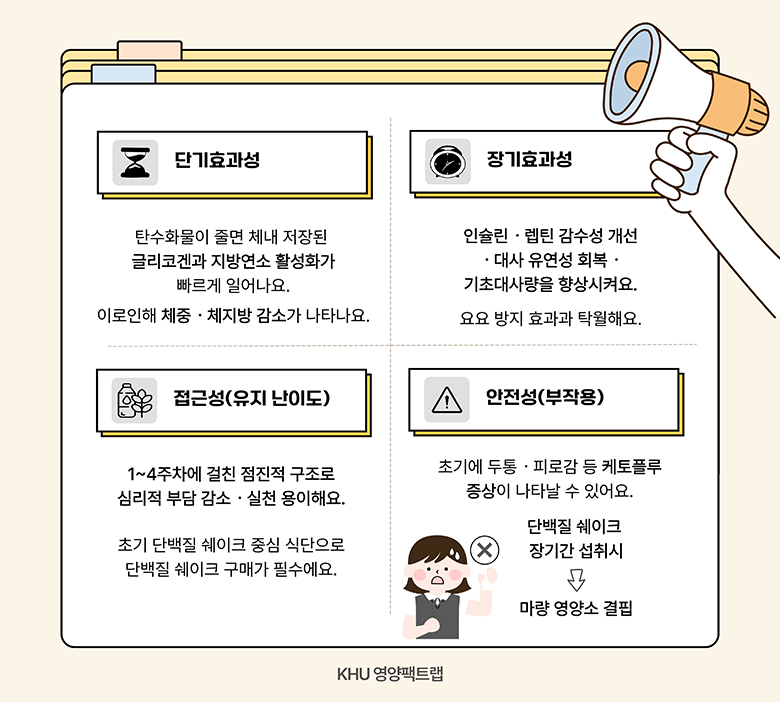 단기효과성
탄수화물이 줄면 체내 저장된
글리코겐과 지방연소 활성화가
빠르게 일어나요.
이로인해 체중 · 체지방 감소가 나타나요.
장기효과성
인슐린 · 렙틴 감수성 개선
· 대사 유연성 회복 ·
기초대사량을 향상시켜요.
요요 방지 효과과 탁월해요.
접근성(유지 난이도)
1~4주차에 걸친 점진적 구조로
심리적 부담 감소 · 실천 용이해요.
초기 단백질 쉐이크 중심 식단으로
단백질 쉐이크 구매가 필수에요.
안전성(부작용)
초기에 두통 · 피로감 등 케토플루
증상이 나타날 수 있어요.
단백질 쉐이크
장기간 섭취시
마량 영양소 결핍
KHU 영양팩트랩